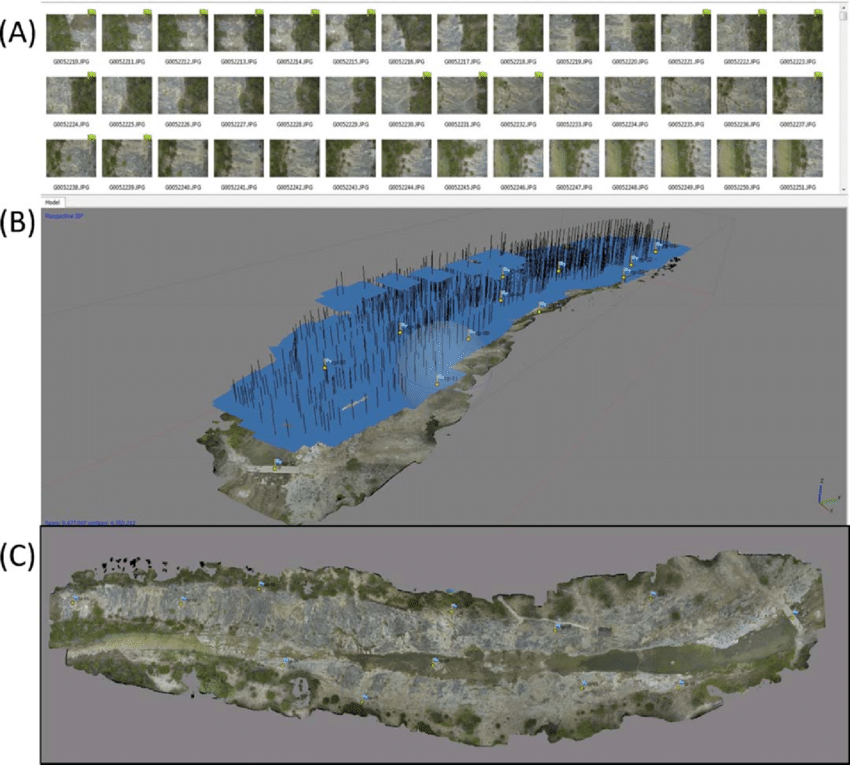 (A)
G0052210.JPG G0052211.JPG G0052212.JPG G0052213.JPG G0052214.JPG G0052215.JPG G0052216.JPG G0052217.JPG G0052218.JPG G0052219.JPG G0052220.JPG G0052221.JPG G0052222.JPG G0052223.JPG
G0052224.JPG G0052225.JPG G0052226.JPG G0052227.JPG G0052228.JPG G0052229.JPG G0052230.JPG G0052231.JPG G0052232.JPG G0052233.JPG G0052234.JPG G0052235.JPG G0052236.JPG G0052237.JPG
G0052238.JPG G0052239.JPG G0052240.JPG G0052241.JPG G0052242.JPG G0052243.JPG G0052244.JPG G0052245.JPG G0052246.JPG G0052247.JPG G0052248.JPG G0052249.JPG G0052250.JPG G0052251.JPG
Model
(B)
Perspective 30°
Z
(C)